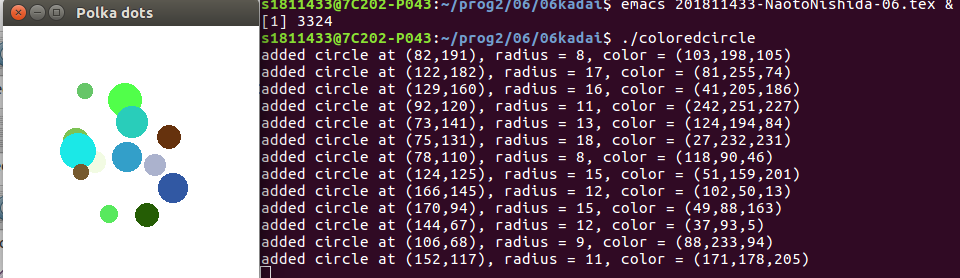 Polka dots
s1811433@7C202-P043:~/prog2/06/06kadai$ emacs 201811433-NaotoNishida-06.tex &
[1] 3324
s1811433@7C202-P043:~/prog2/06/06kadai$ ./coloredcircle
added circle at (82,191), radius = 8, color = (103,198,105)
added circle at (122,182), radius = 17, color = (81,255,74)
added circle at (129,160), radius = 16, color = (41,205,186)
added circle at (92,120), radius = 11, color = (242,251,227)
added circle at (73,141), radius = 13, color = (124,194,84)
added circle at (75,131), radius = 18, color = (27,232,231)
added circle at (78,110), radius = 8, color = (118,90,46)
added circle at (124,125), radius = 15, color = (51,159,201)
added circle at (166,145), radius = 12, color = (102,50,13)
added circle at (170,94), radius = 15, color = (49,88,163)
added circle at (144,67), radius = 12, color = (37,93,5)
added circle at (106,68), radius = 9, color = (88,233,94)
added circle at (152,117), radius = 11, color = (171,178,205)